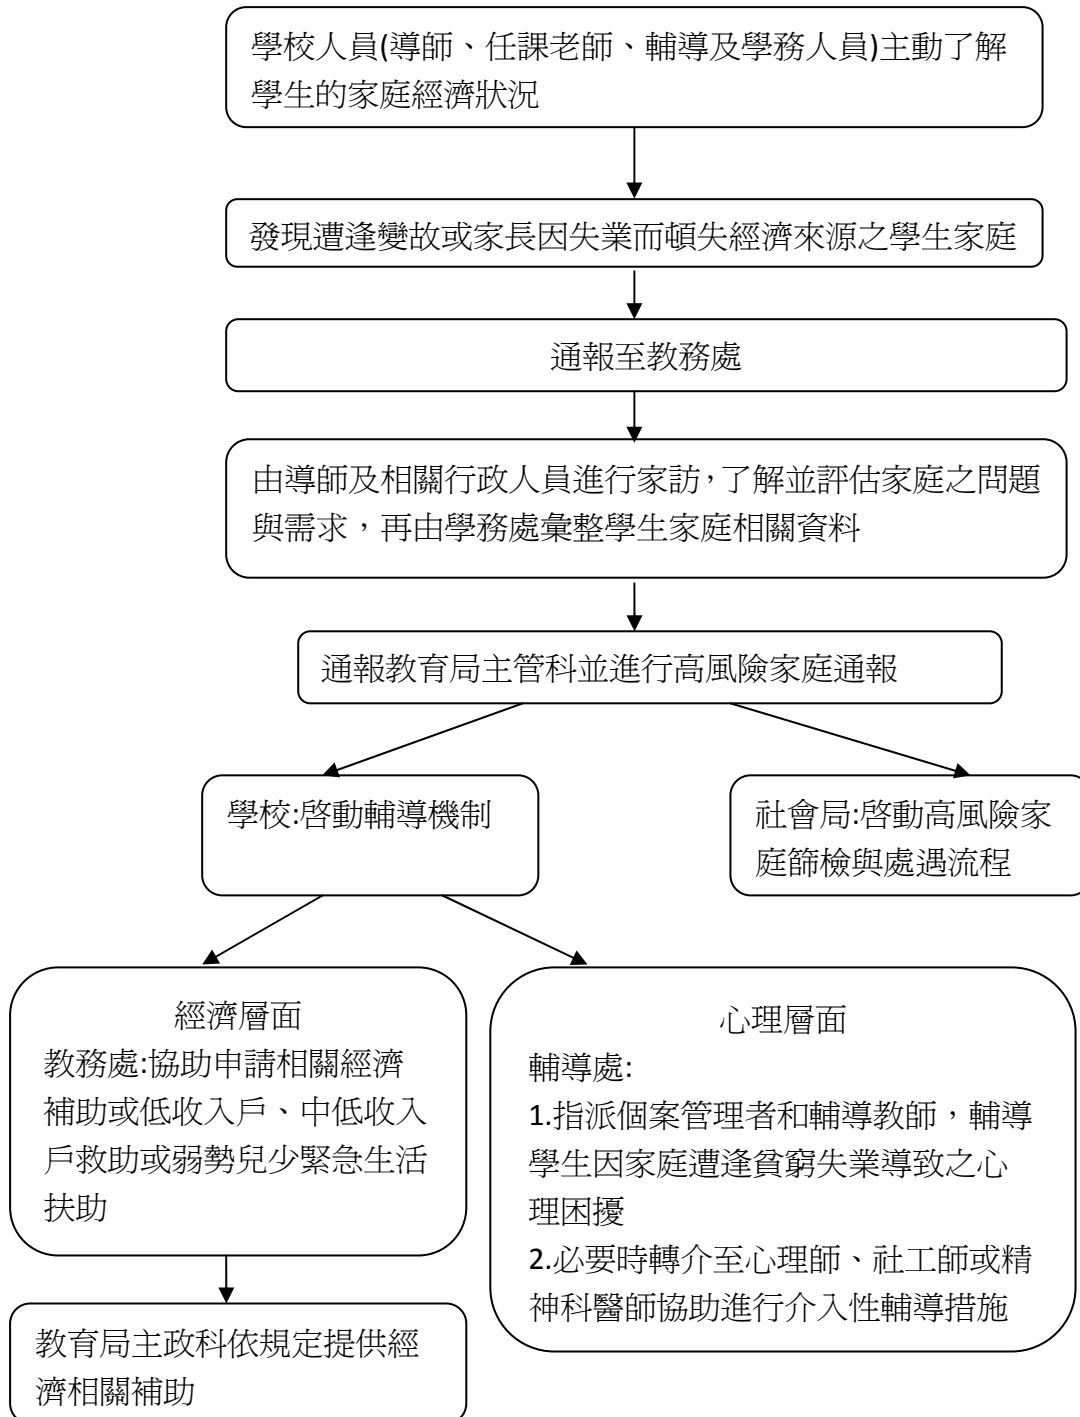 學校人員(導師、任課老師、輔導及學務人員)主動了解
學生的家庭經濟狀況
發現遭逢變故或家長因失業而頓失經濟來源之學生家庭
通報至教務處
由導師及相關行政人員進行家訪，了解並評估家庭之問題
與需求，再由學務處彙整學生家庭相關資料
通報教育局主管科並進行高風險家庭通報
學校:啓動輔導機制
社會局:啓動高風險家
庭篩檢與處遇流程
經濟層面
教務處:協助申請相關經濟
補助或低收入戶、中低收入
戶救助或弱勢兒少緊急生活
扶助
心理層面
輔導處:
1.指派個案管理者和輔導教師，輔導
學生因家庭遭逢貧窮失業導致之心
理困擾
2.必要時轉介至心理師、社工師或精
神科醫師協助進行介入性輔導措施
教育局主政科依規定提供經
濟相關補助